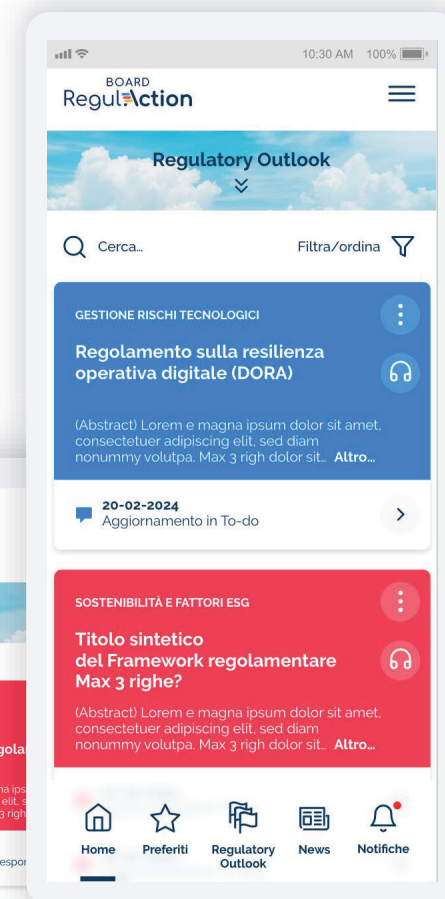 10:30 AM 100%
BOARD
RegulAction
Regulatory Outlook
Cerca...
Filtra/ordina
GESTIONE RISCHI TECNOLOGICI
Regolamento sulla resilienza
operativa digitale (DORA)
(Abstract) Lorem e magna ipsum dolor sit amet,
consectetuer adipiscing elit, sed diam
nonummy volutpa. Max 3 righ dolor sit... Altro...
20-02-2024
Aggiornamento in To-do
SOSTENIBILITÀ E FATTORI ESG
Titolo sintetico
del Framework regolamentare
Max 3 righe?
(Abstract) Lorem e magna ipsum dolor sit amet,
consectetuer adipiscing elit, sed diam
nonummy volutpa. Max 3 righ dolor sit... Altro...
Home
Preferiti
Regulatory
Outlook
News
Notifiche